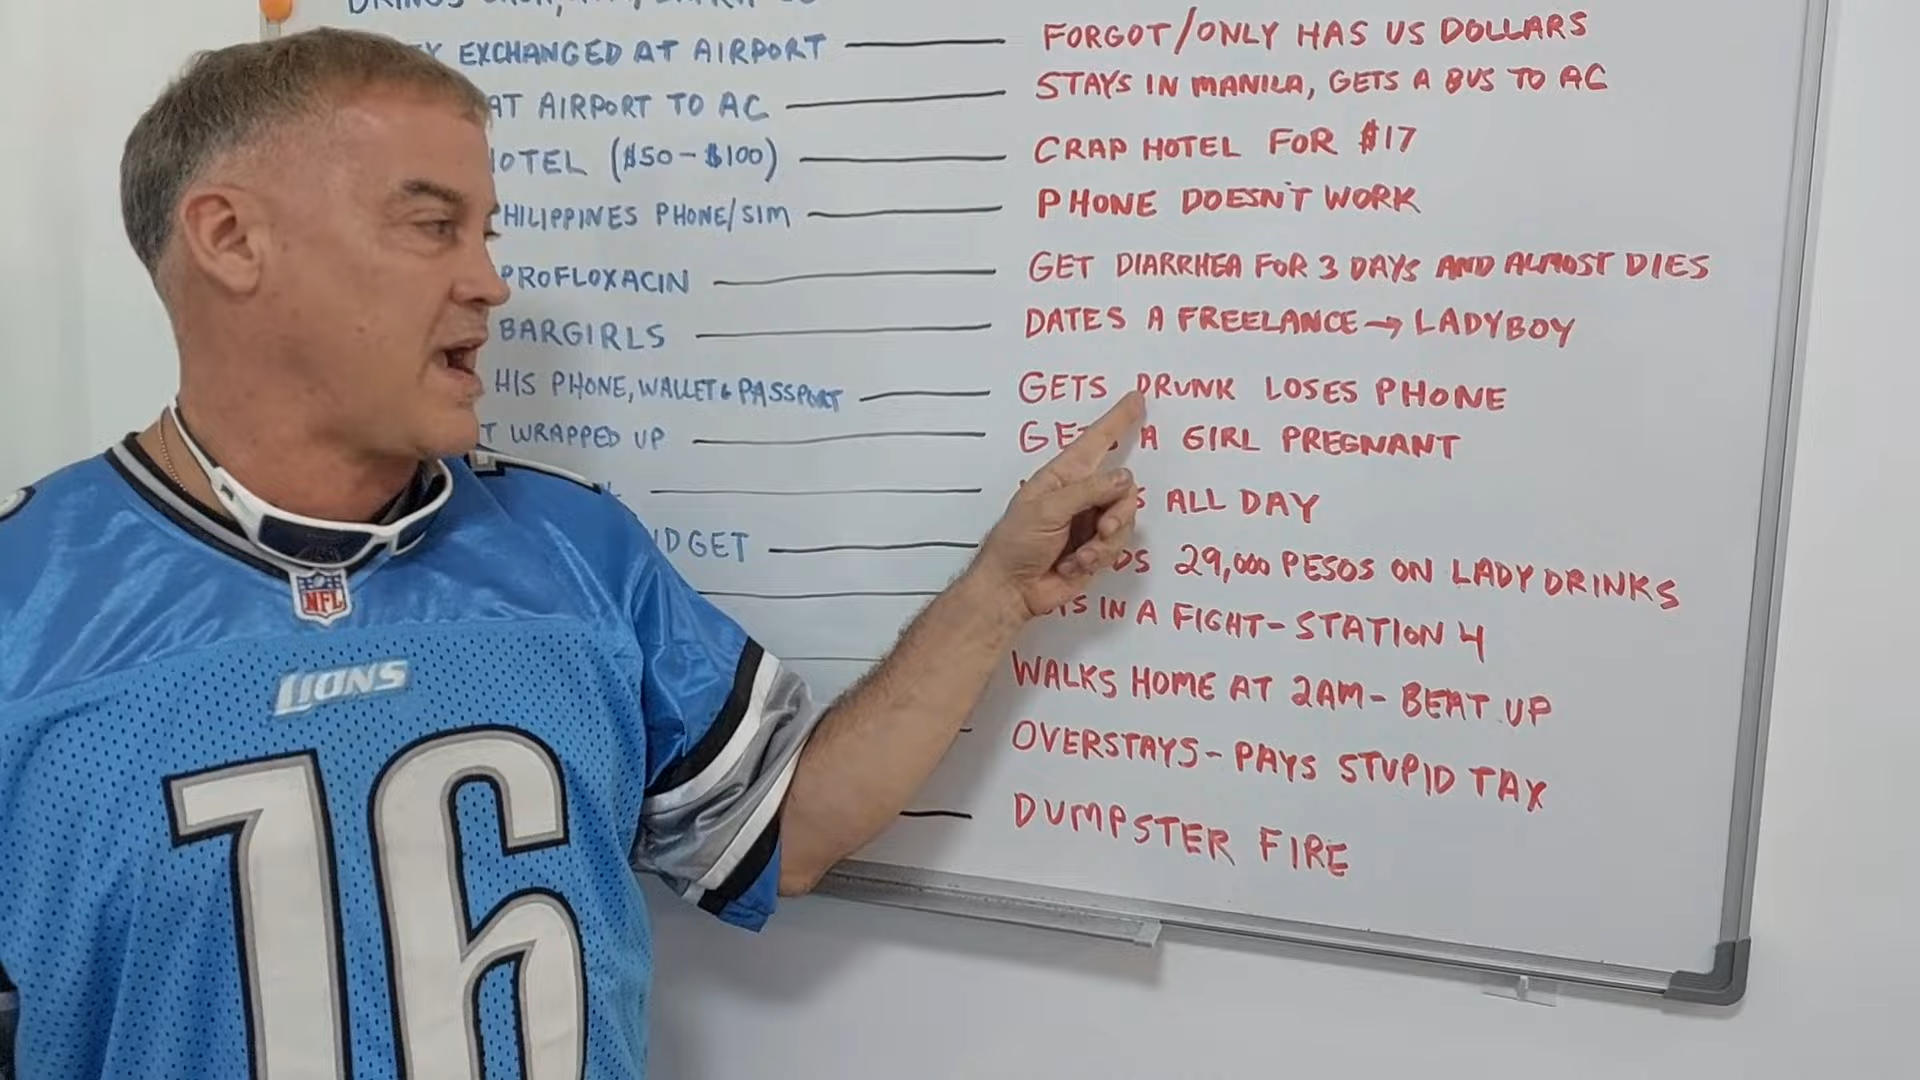 EXCHANGED AT AIRPORT FORGOT/ONLY HAS US DOLLARS
AT AIRPORT TO AC STAYS IN MANILA, GETS A BUS TO AC
HOTEL ($50-$100) CRAP HOTEL FOR $17
PHILIPPINES PHONE/SIM PHONE DOESN'T WORK
PROFLOXACIN GET DIARRHEA FOR 3 DAYS AND ALMOST DIES
BARGIRLS DATES A FREELANCE → LADYBOY
HIS PHONE, WALLET & PASSPORT GETS DRUNK LOSES PHONE
T WRAPPED UP GETS A GIRL PREGNANT
ALL DAY
DGET 29,000 PESOS ON LADY DRINKS
IN A FIGHT - STATION 4
WALKS HOME AT 2AM - BEAT UP
OVERSTAYS - PAYS STUPID TAX
DUMPSTER FIRE
NFL
LIONS
16